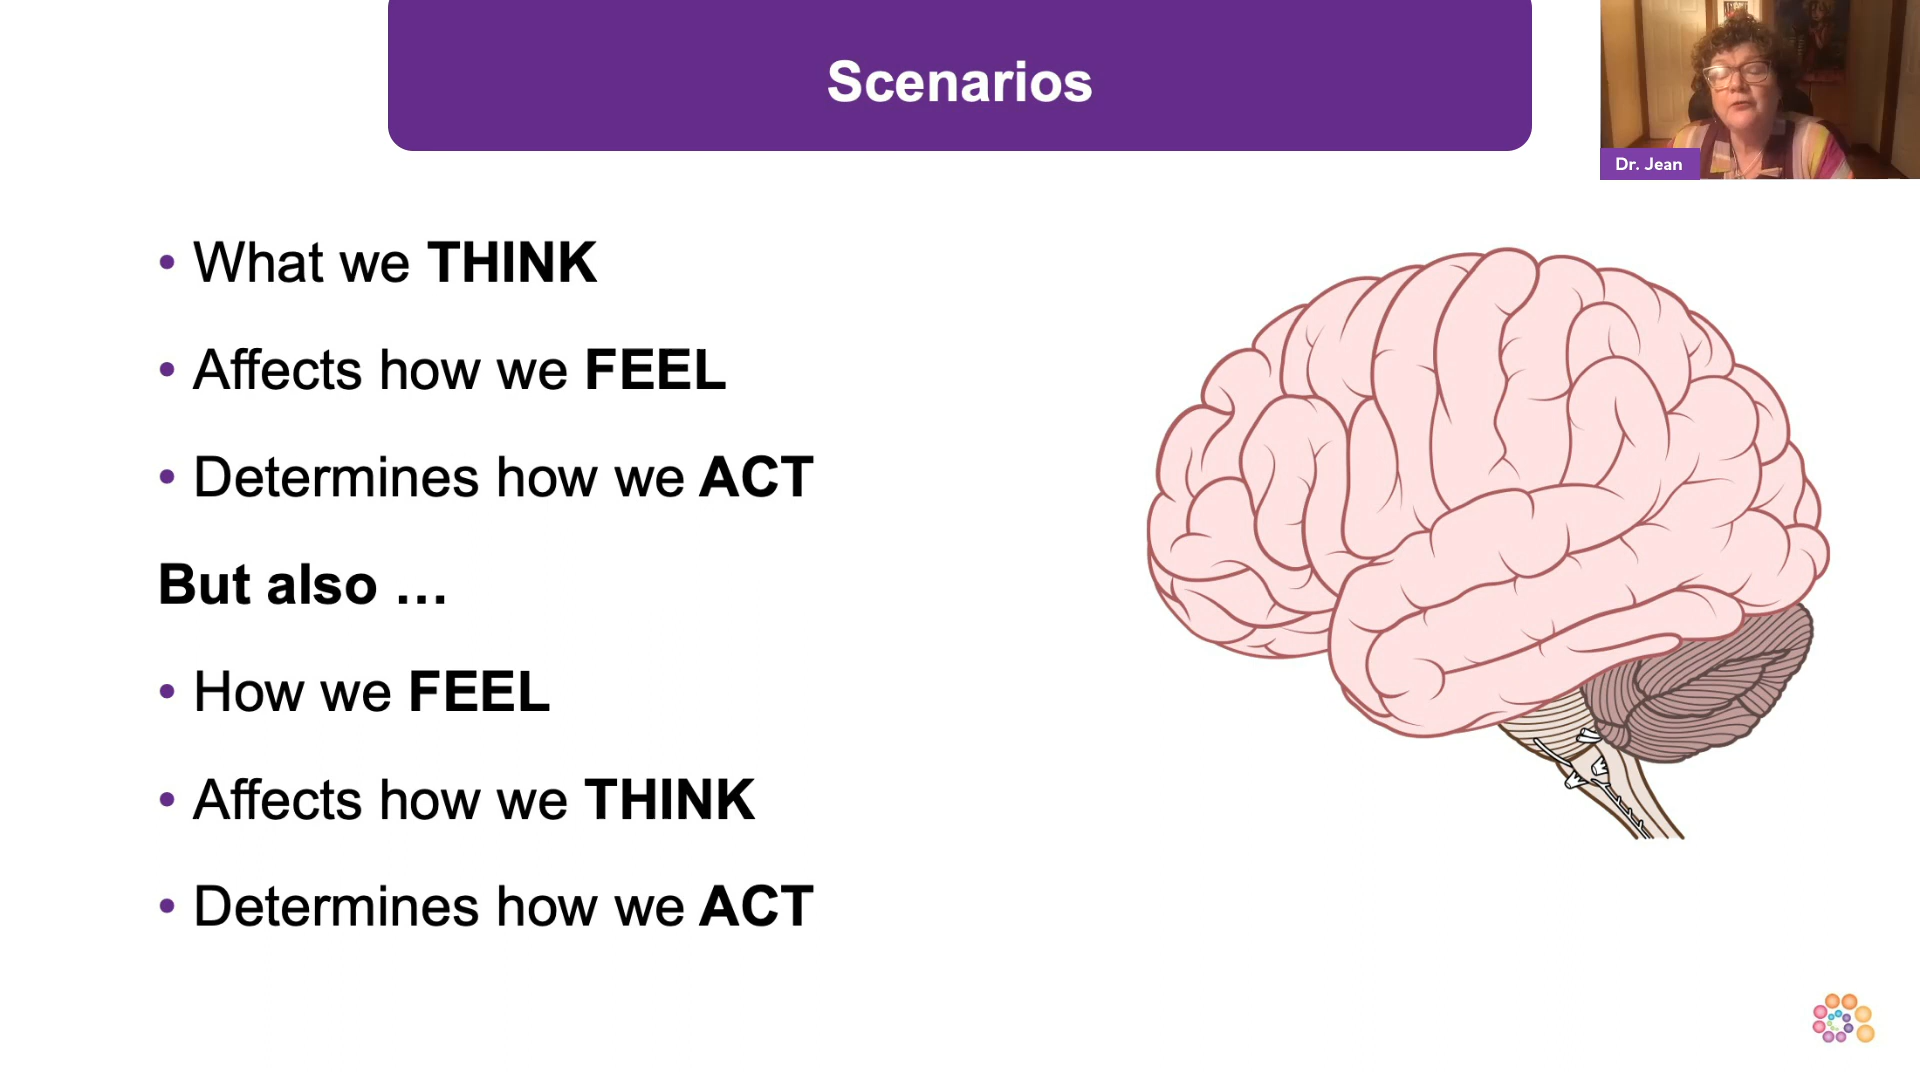 Scenarios
Dr. Jean
• What we THINK
• Affects how we FEEL
• Determines how we ACT
But also …
• How we FEEL
• Affects how we THINK
• Determines how we ACT